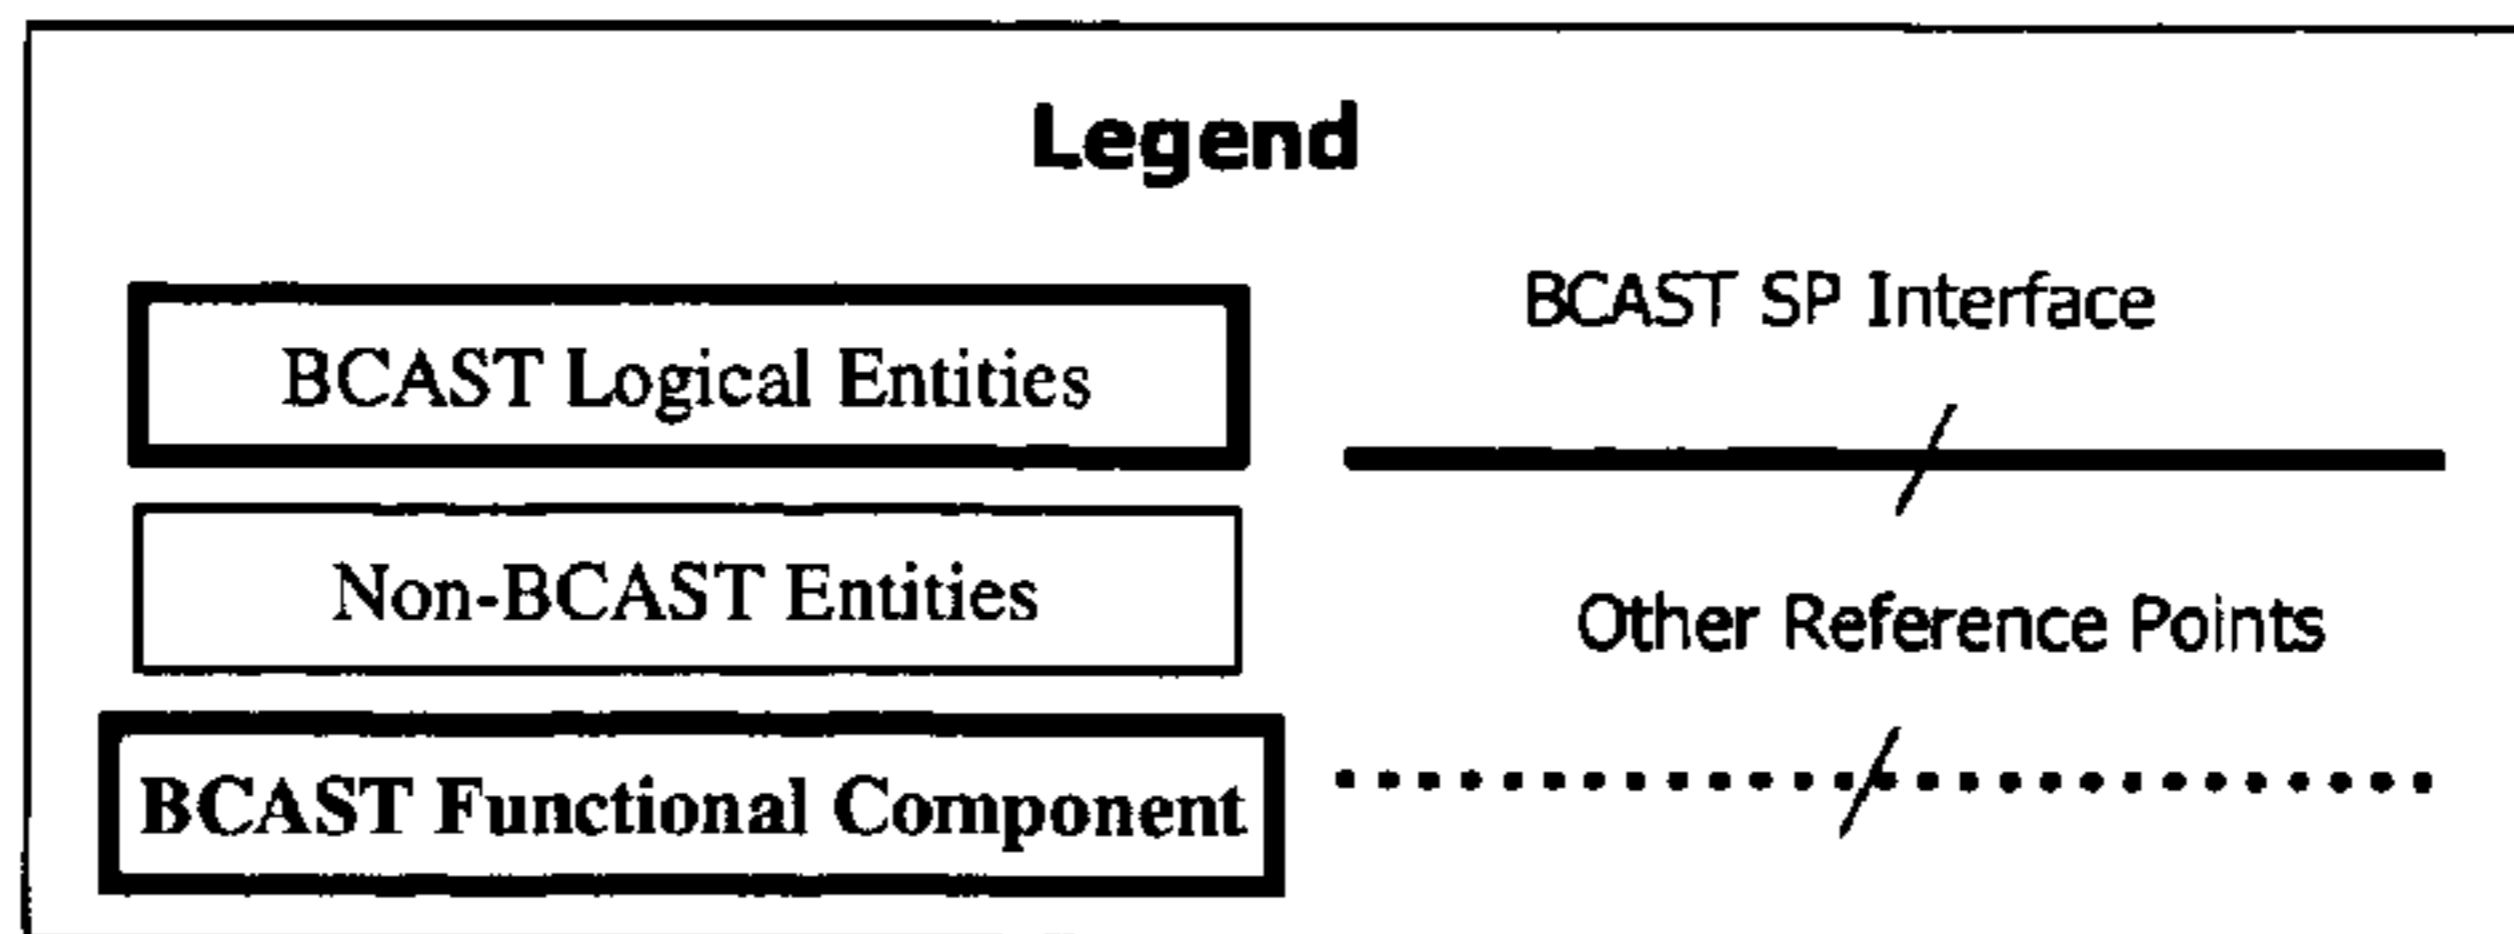 Legend
BCAST Logical Entities
Non-BCAST Entities
BCAST Functional Component
BCAST SP Interface
Other Reference Points